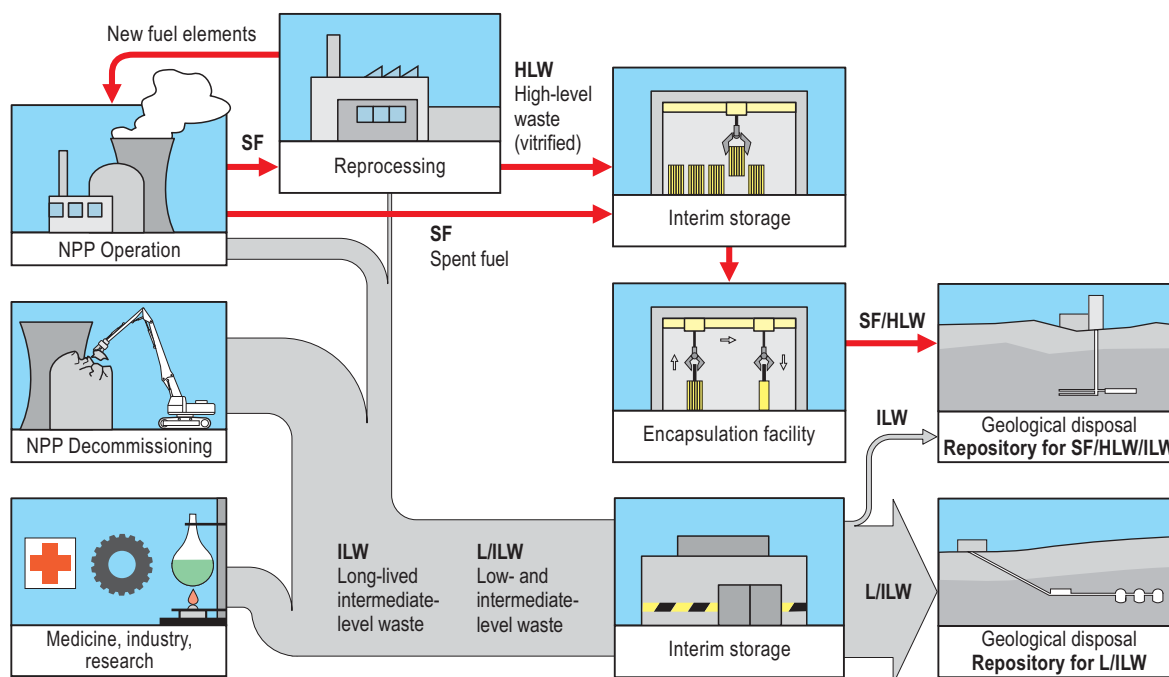 New fuel elements
Reprocessing
HLW
High-level
waste
(vitrified)
SF
NPP Operation
SF
Spent fuel
Interim storage
NPP Decommissioning
Encapsulation facility
SF/HLW
ILW
Geological disposal
Repository for SF/HLW/ILW
Medicine, industry,
research
ILW
Long-lived
intermediate-
level waste
L/ILW
Low- and
intermediate-
level waste
Interim storage
L/ILW
Geological disposal
Repository for L/ILW